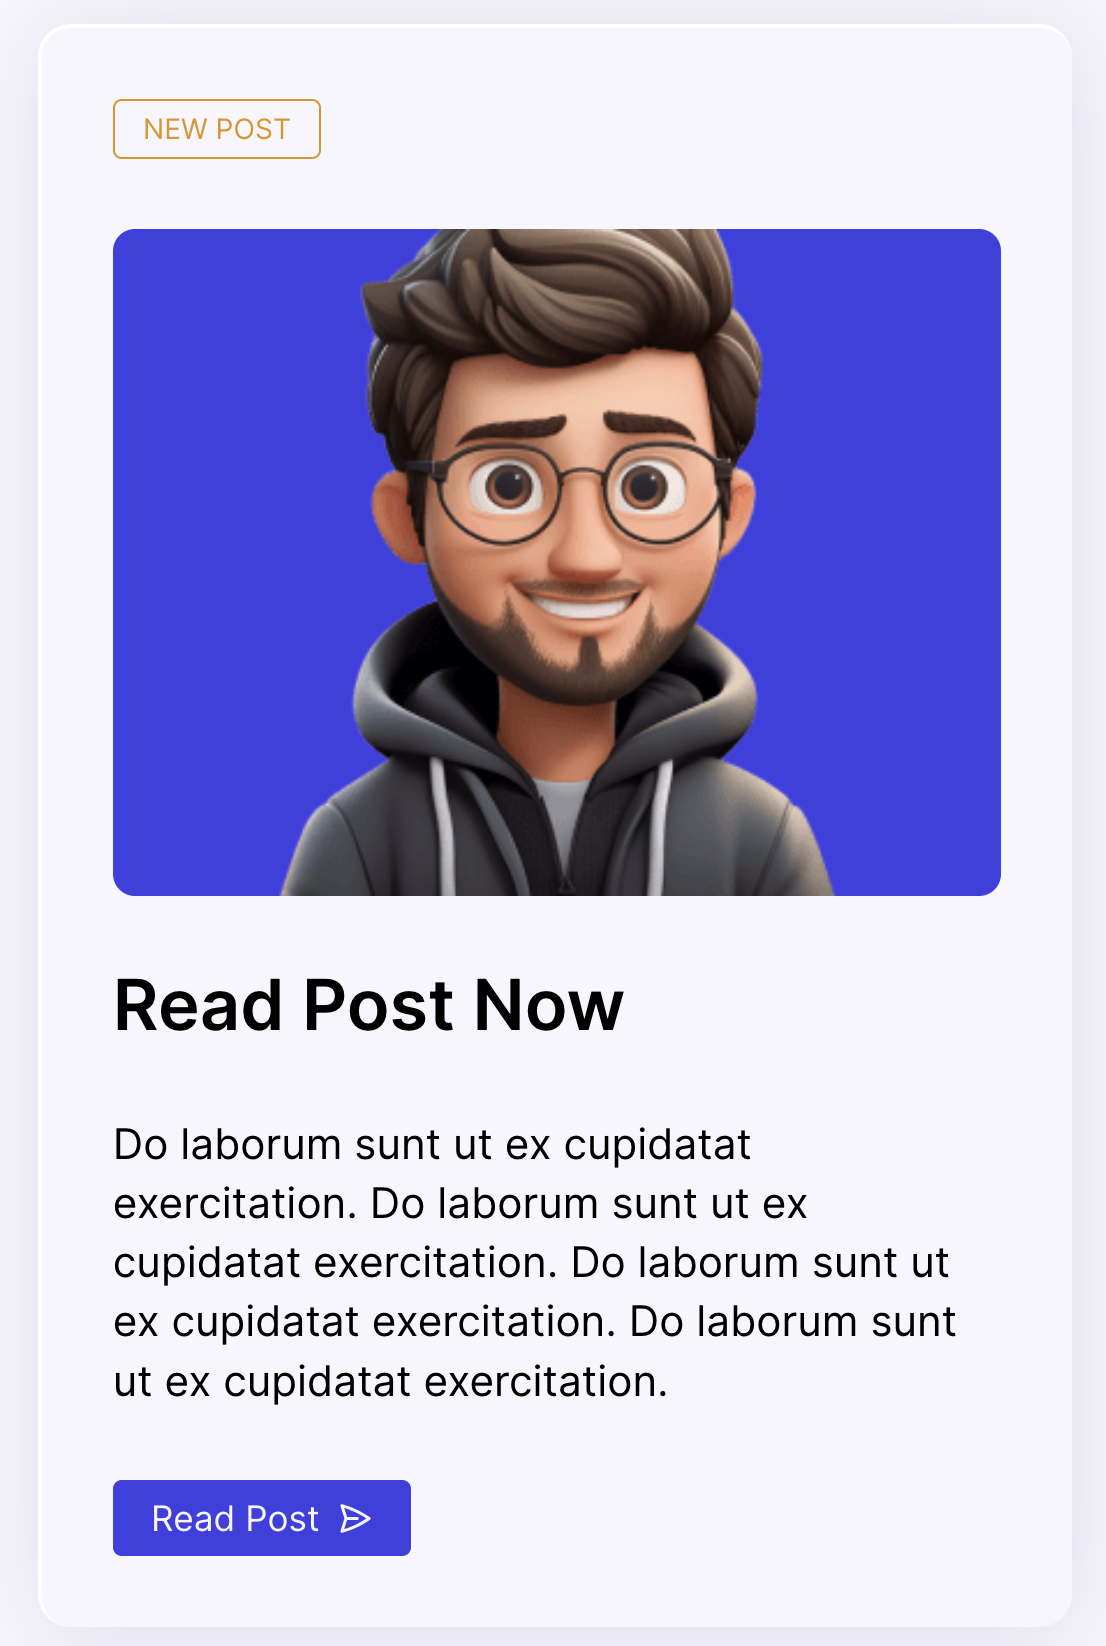 NEW POST
Read Post Now
Do laborum sunt ut ex cupidatat
exercitation. Do laborum sunt ut ex
cupidatat exercitation. Do laborum sunt ut
ex cupidatat exercitation. Do laborum sunt
ut ex cupidatat exercitation.
Read Post